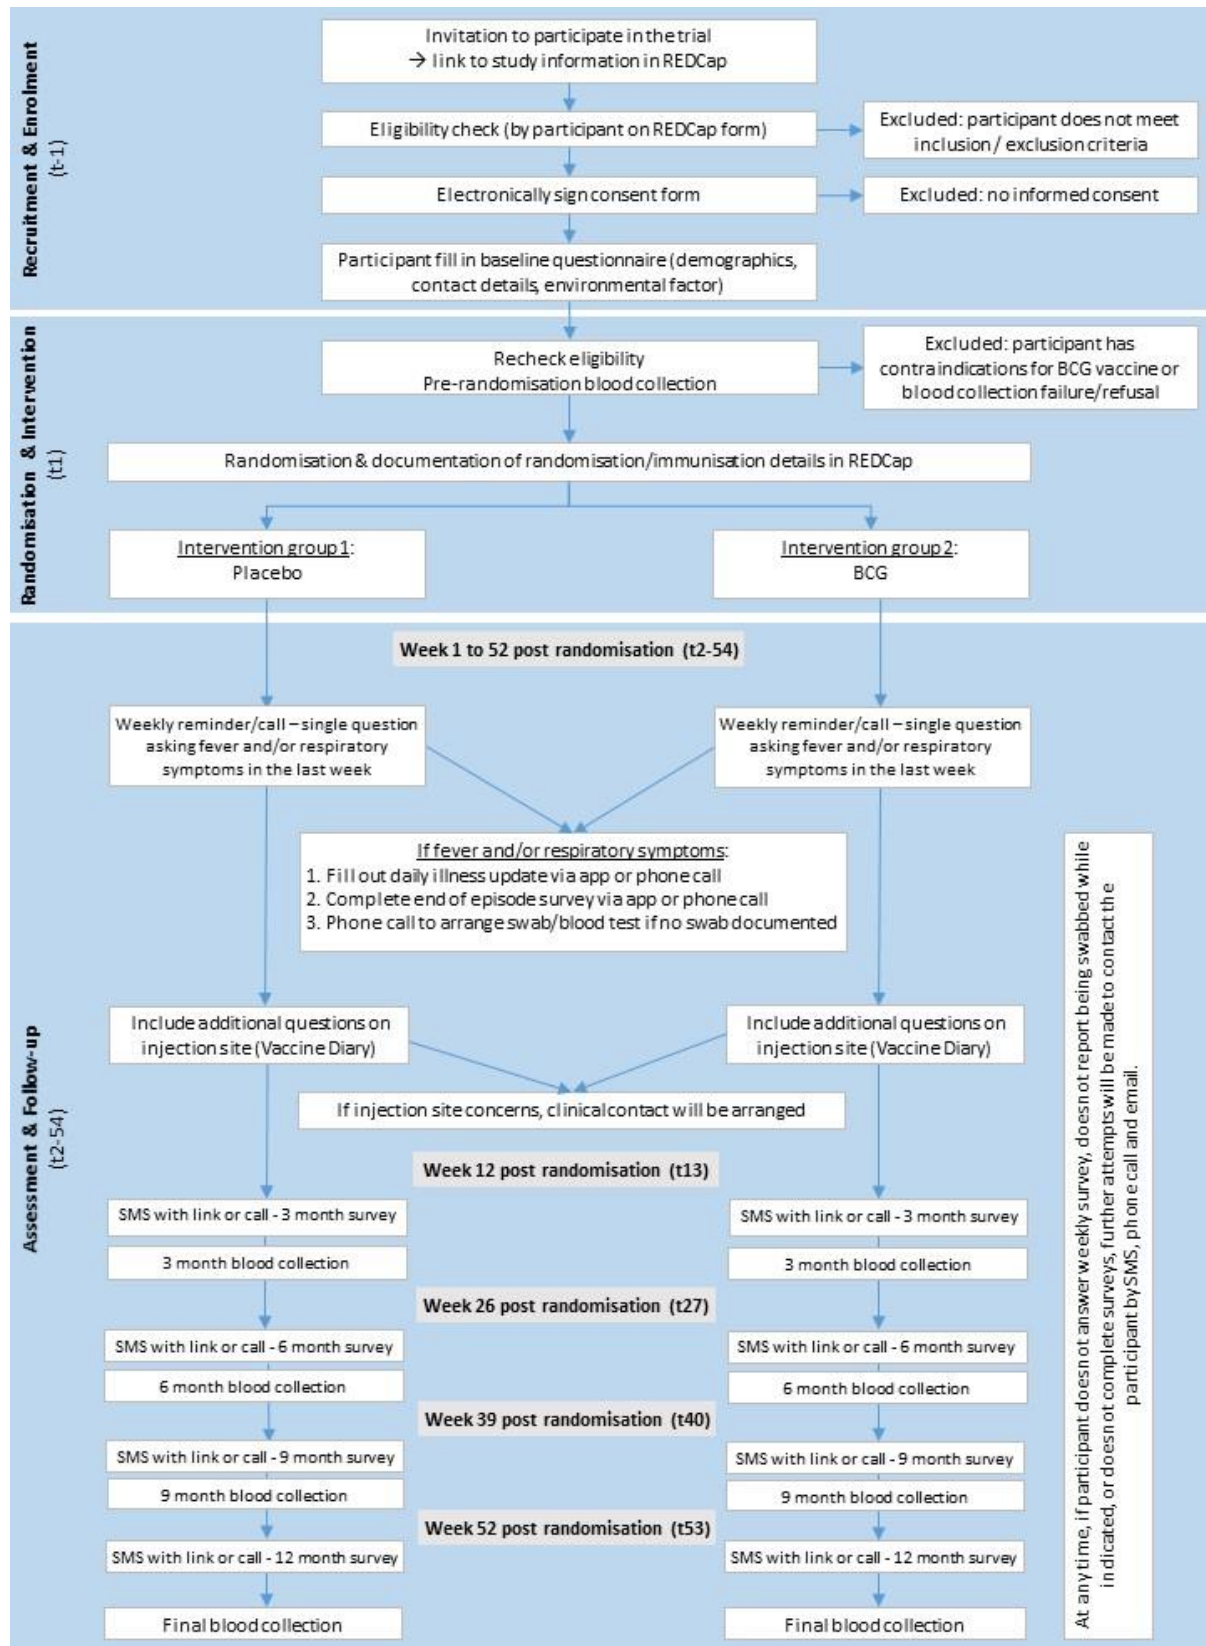 Recruitment & Enrolment
(t-1)
Invitation to participate in the trial
→ link to study information in REDCap
Eligibility check (by participant on REDCap form)
Excluded: participant does not meet
inclusion / exclusion criteria
Electronically sign consent form
Excluded: no informed consent
Participant fill in baseline questionnaire (demographics,
contact details, environmental factor)
Randomisation & Intervention
(t1)
Recheck eligibility
Pre-randomisation blood collection
Excluded: participant has
contraindications for BCG vaccine or
blood collection failure/refusal
Randomisation & documentation of randomisation/immunisation details in REDCap
Intervention group 1:
Placebo
Intervention group 2:
BCG
Assessment & Follow-up
(t2-54)
Week 1 to 52 post randomisation (t2-54)
Weekly reminder/call – single question
asking fever and/or respiratory
symptoms in the last week
Weekly reminder/call – single question
asking fever and/or respiratory
symptoms in the last week
If fever and/or respiratory symptoms:
1. Fill out daily illness update via app or phone call
2. Complete end of episode survey via app or phone call
3. Phone call to arrange swab/blood test if no swab documented
Include additional questions on
injection site (Vaccine Diary)
Include additional questions on
injection site (Vaccine Diary)
If injection site concerns, clinical contact will be arranged
Week 12 post randomisation (t13)
SMS with link or call - 3 month survey
SMS with link or call - 3 month survey
3 month blood collection
3 month blood collection
Week 26 post randomisation (t27)
SMS with link or call - 6 month survey
SMS with link or call - 6 month survey
6 month blood collection
6 month blood collection
Week 39 post randomisation (t40)
SMS with link or call - 9 month survey
SMS with link or call - 9 month survey
9 month blood collection
9 month blood collection
Week 52 post randomisation (t53)
SMS with link or call - 12 month survey
SMS with link or call - 12 month survey
Final blood collection
Final blood collection
At any time, if participant does not answer weekly survey, does not report being swabbed while
indicated, or does not complete surveys, further attempts will be made to contact the
participant by SMS, phone call and email.